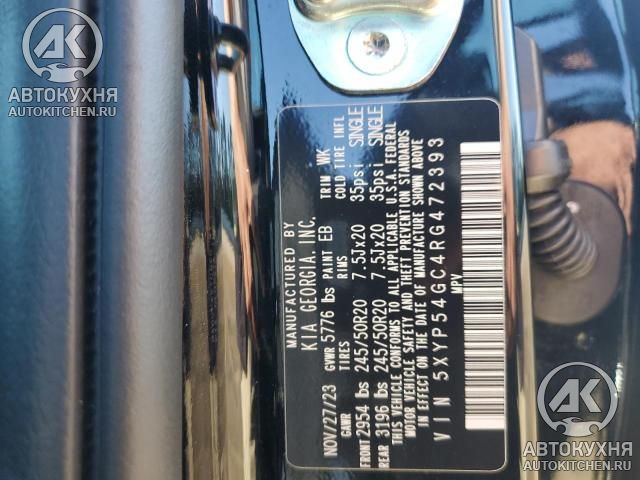 АК
АВТОКУХНЯ
AUTOKITCHEN.RU
MANUFACTURED BY
KIA GEORGIA, INC.
NOV/27/23 GVWR 5776 lbs PAINT EB TRIM WK
GAWR TIRES RIMS COLD TIRE INFL
FRONT 2954 lbs 245/50R20 7.5Jx20 35psi SINGLE
REAR 3196 lbs 245/50R20 7.5Jx20 35psi SINGLE
THIS VEHICLE CONFORMS TO ALL APPLICABLE U.S.A. FEDERAL
MOTOR VEHICLE SAFETY AND THEFT PREVENTION STANDARDS
IN EFFECT ON THE DATE OF MANUFACTURE SHOWN ABOVE
VIN 5XYP54GC4RG472393
MPV
АК
АВТОКУХНЯ
AUTOKITCHEN.RU